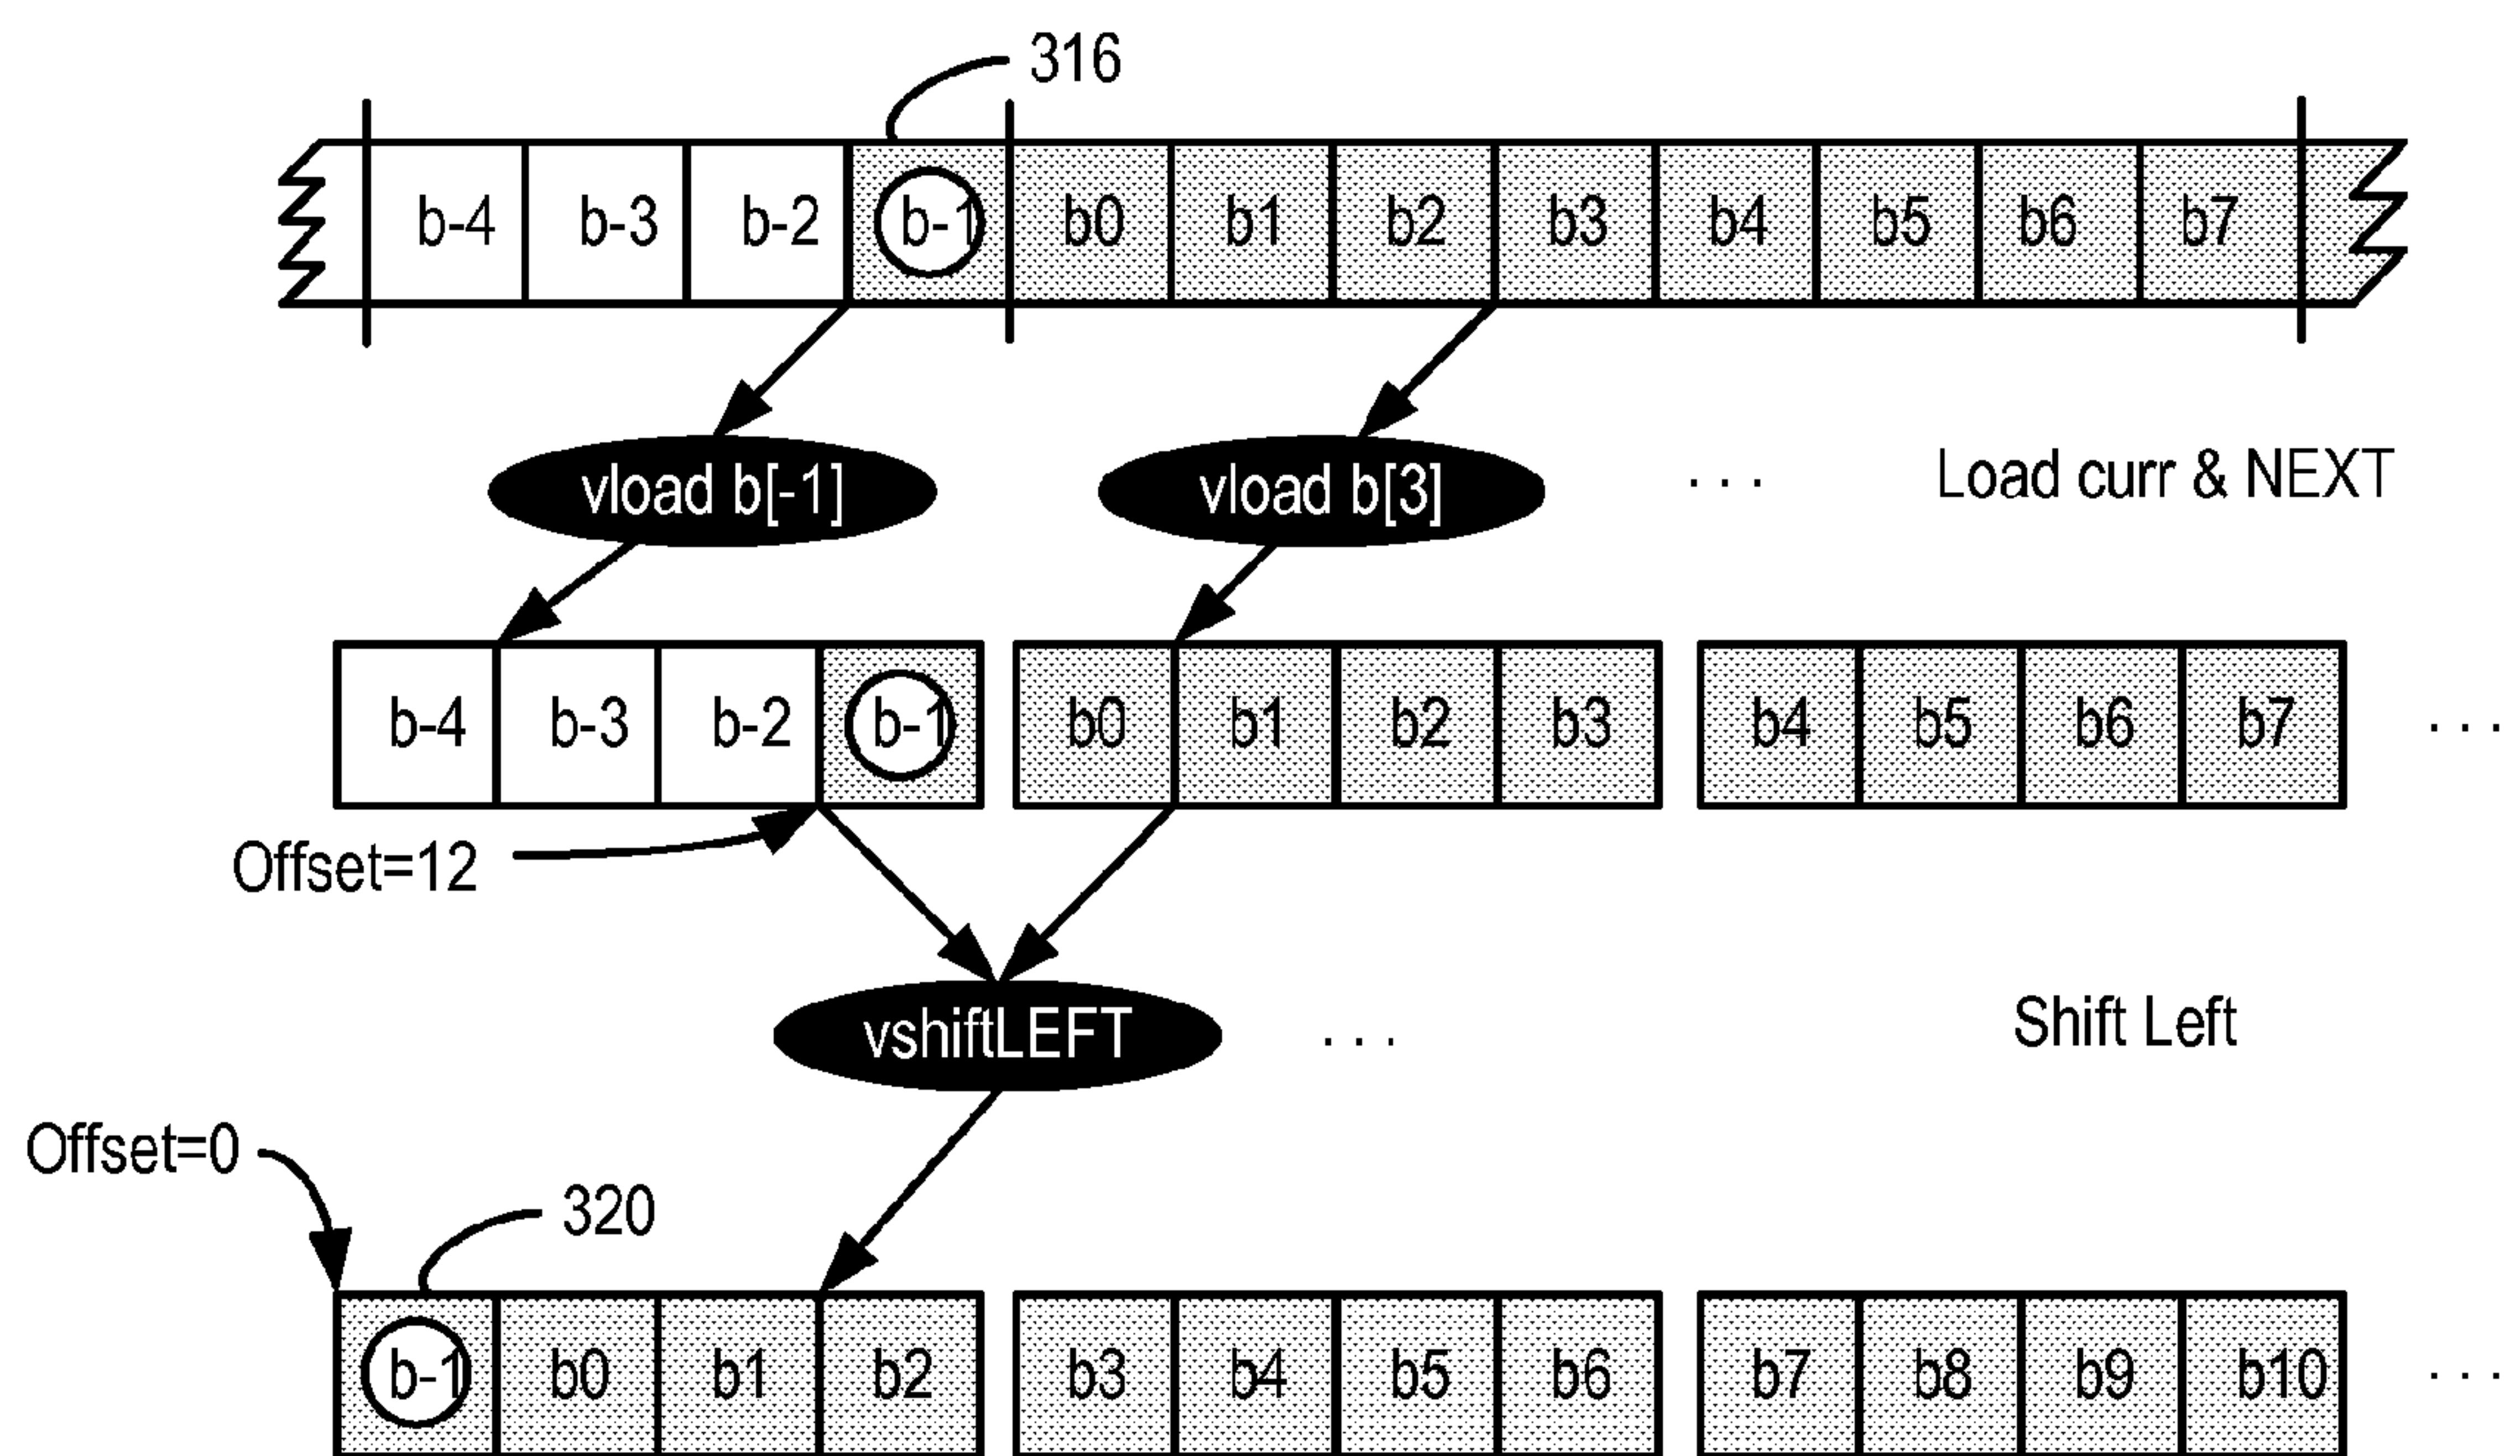 316
b-4 b-3 b-2 b-1 b0 b1 b2 b3 b4 b5 b6 b7
vload b[-1] vload b[3] . . . Load curr & NEXT
b-4 b-3 b-2 b-1 b0 b1 b2 b3 b4 b5 b6 b7 . . .
Offset=12
vshiftLEFT . . . Shift Left
Offset=0
320
b-1 b0 b1 b2 b3 b4 b5 b6 b7 b8 b9 b10 . . .